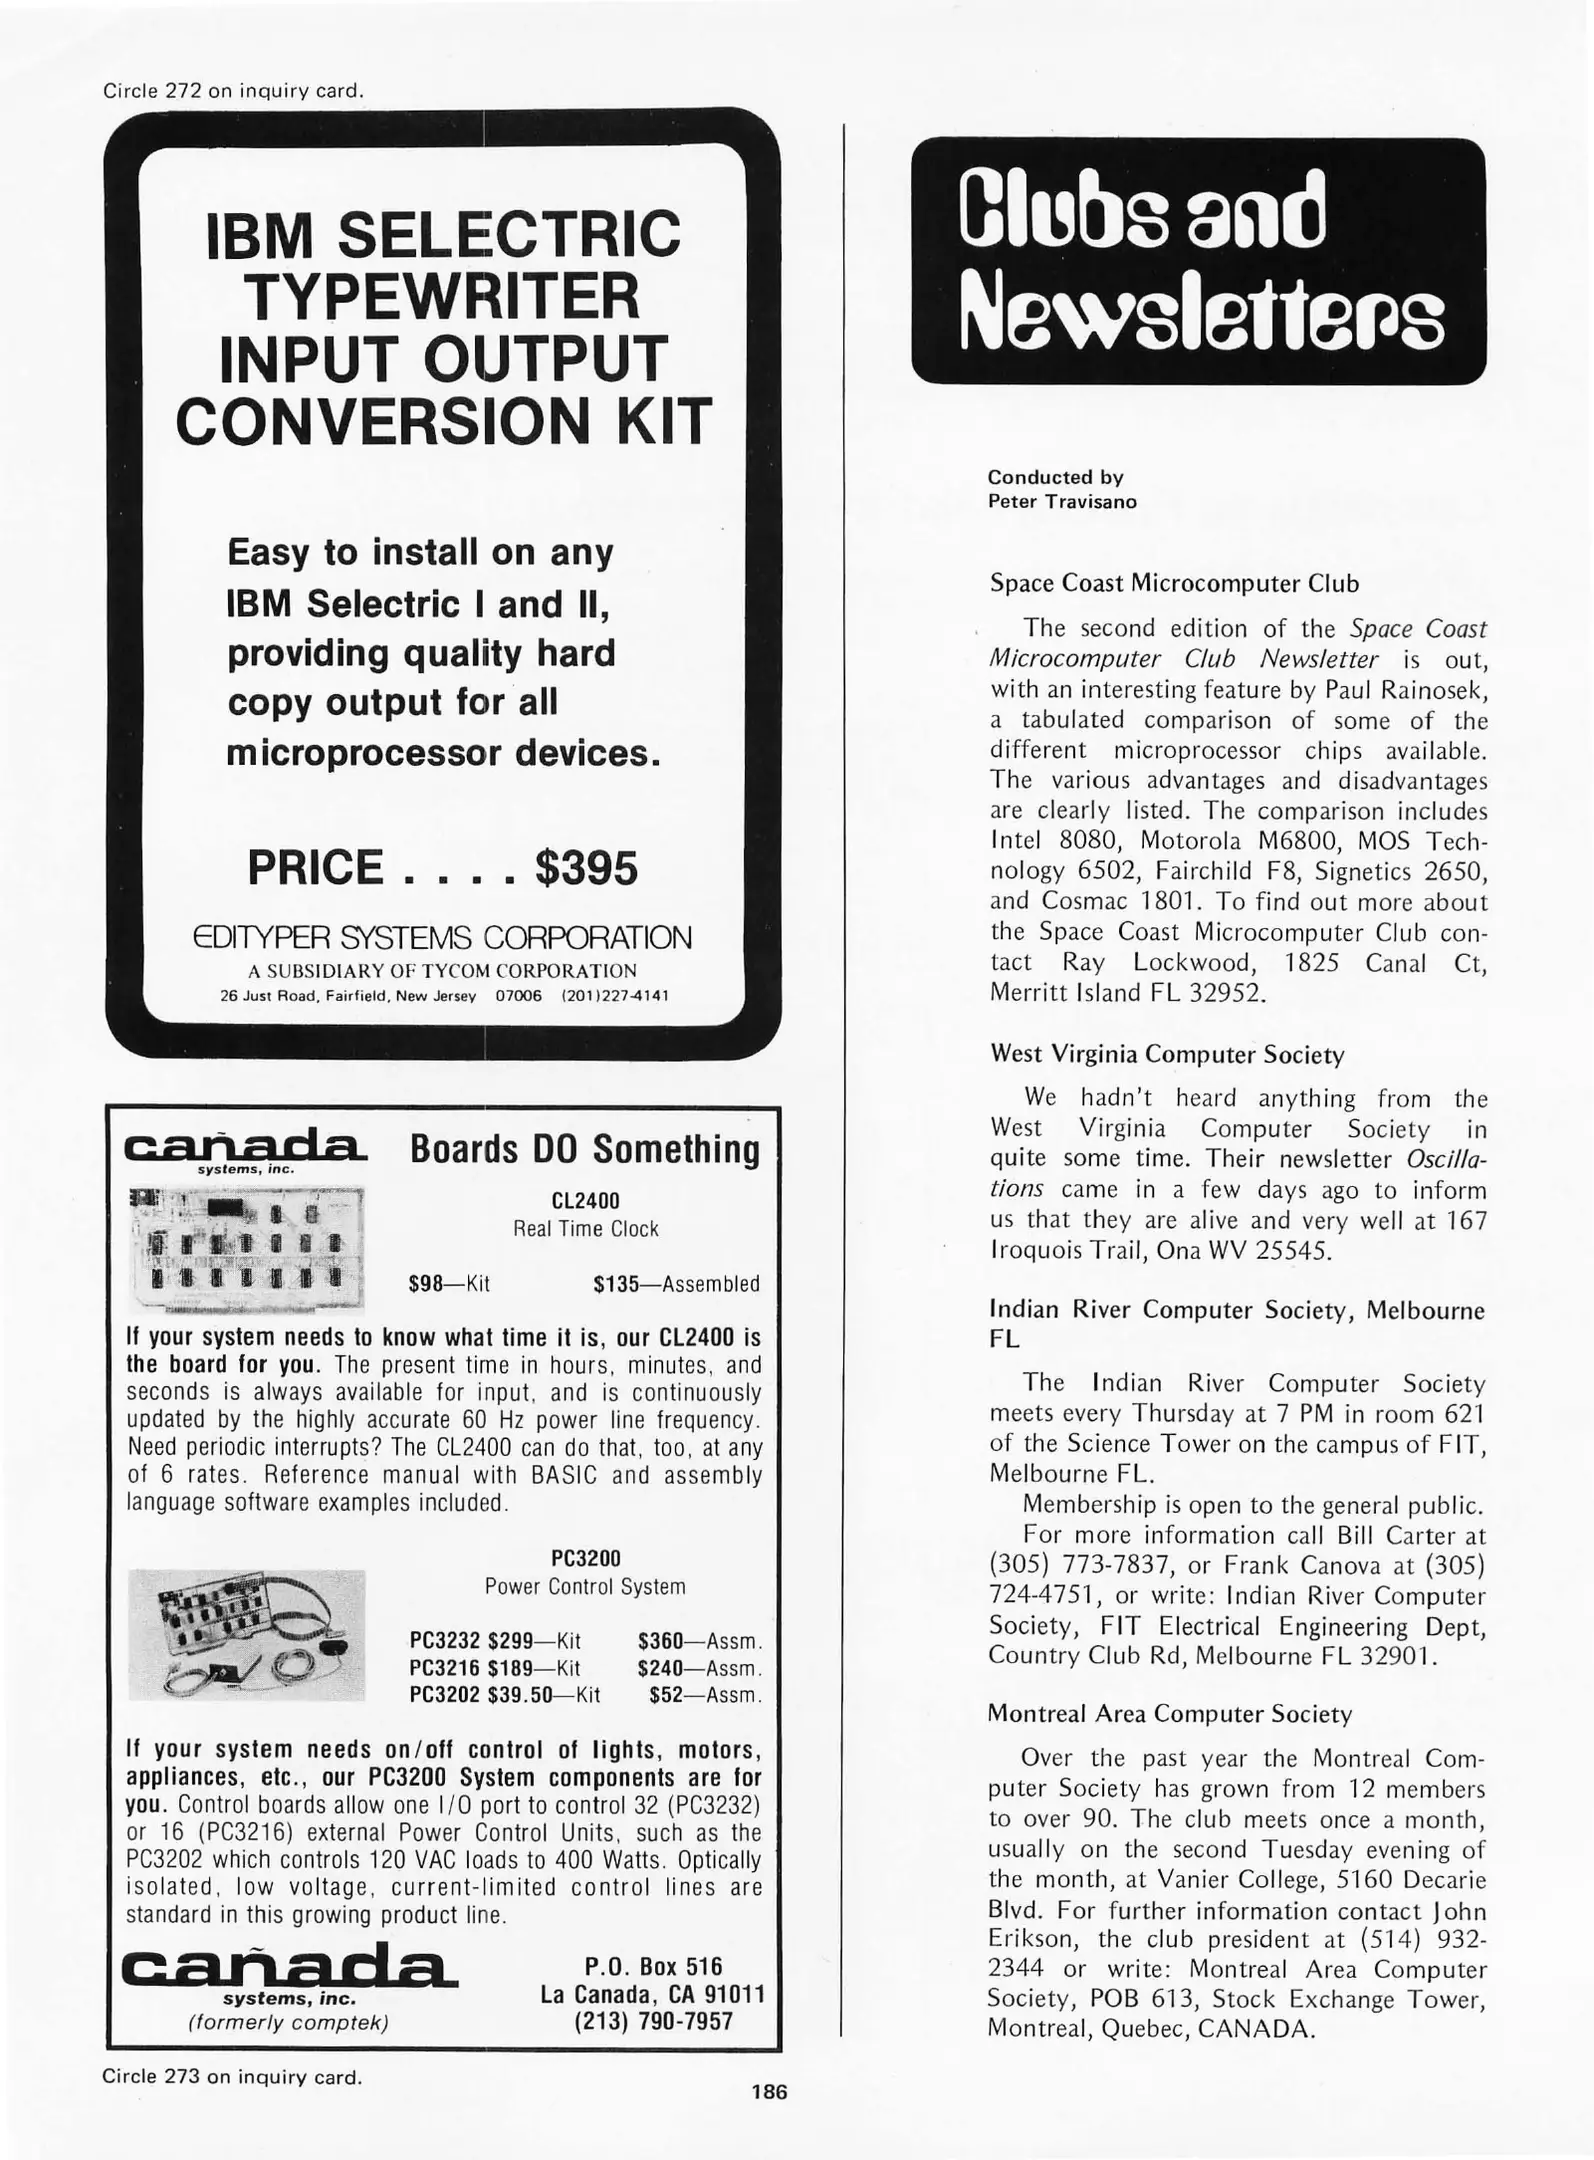 Circle 272 on inquiry card.
IBM SELECTRIC
TYPEWRITER
INPUT OUTPUT
CONVERSION KIT
Easy to install on any
IBM Selectric I and II,
providing quality hard
copy output for all
microprocessor devices.
PRICE . . . . $395
EDITYPER SYSTEMS CORPORATION
A SUBSIDIARY OF TYCOM CORPORATION
26 Just Road, Fairfield, New Jersey 07006 (201)227-4141
cañada
systems, inc.
Boards DO Something
CL2400
Real Time Clock
$98—Kit $135—Assembled
If your system needs to know what time it is, our CL2400 is
the board for you. The present time in hours, minutes, and
seconds is always available for input, and is continuously
updated by the highly accurate 60 Hz power line frequency.
Need periodic interrupts? The CL2400 can do that, too, at any
of 6 rates. Reference manual with BASIC and assembly
language software examples included.
PC3200
Power Control System
PC3232 $299—Kit $360—Assm.
PC3216 $189—Kit $240—Assm.
PC3202 $39.50—Kit $52—Assm.
If your system needs on/off control of lights, motors,
appliances, etc., our PC3200 System components are for
you. Control boards allow one I/O port to control 32 (PC3232)
or 16 (PC3216) external Power Control Units, such as the
PC3202 which controls 120 VAC loads to 400 Watts. Optically
isolated, low voltage, current-limited control lines are
standard in this growing product line.
cañada
systems, inc.
(formerly comptek)
P.O. Box 516
La Canada, CA 91011
(213) 790-7957
Circle 273 on inquiry card.
Clubs and
Newsletters
Conducted by
Peter Travisano
Space Coast Microcomputer Club
The second edition of the Space Coast
Microcomputer Club Newsletter is out,
with an interesting feature by Paul Rainosek,
a tabulated comparison of some of the
different microprocessor chips available.
The various advantages and disadvantages
are clearly listed. The comparison includes
Intel 8080, Motorola M6800, MOS Tech-
nology 6502, Fairchild F8, Signetics 2650,
and Cosmac 1801. To find out more about
the Space Coast Microcomputer Club con-
tact Ray Lockwood, 1825 Canal Ct,
Merritt Island FL 32952.
West Virginia Computer Society
We hadn't heard anything from the
West Virginia Computer Society in
quite some time. Their newsletter Oscilla-
tions came in a few days ago to inform
us that they are alive and very well at 167
Iroquois Trail, Ona WV 25545.
Indian River Computer Society, Melbourne
FL
The Indian River Computer Society
meets every Thursday at 7 PM in room 621
of the Science Tower on the campus of FIT,
Melbourne FL.
Membership is open to the general public.
For more information call Bill Carter at
(305) 773-7837, or Frank Canova at (305)
724-4751, or write: Indian River Computer
Society, FIT Electrical Engineering Dept,
Country Club Rd, Melbourne FL 32901.
Montreal Area Computer Society
Over the past year the Montreal Com-
puter Society has grown from 12 members
to over 90. The club meets once a month,
usually on the second Tuesday evening of
the month, at Vanier College, 5160 Decarie
Blvd. For further information contact John
Erikson, the club president at (514) 932-
2344 or write: Montreal Area Computer
Society, POB 613, Stock Exchange Tower,
Montreal, Quebec, CANADA.
186